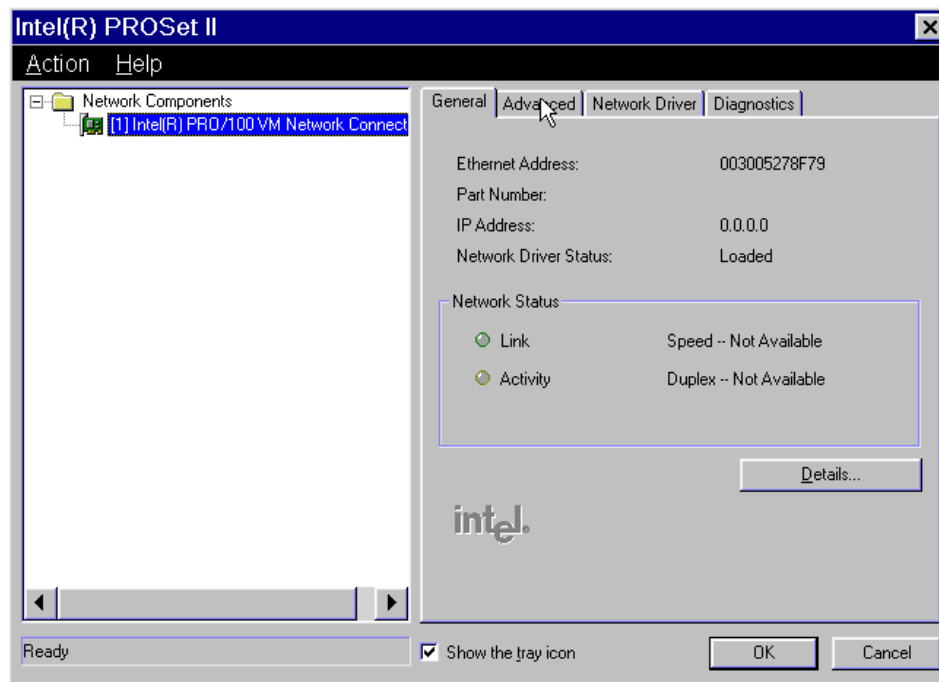 Intel(R) PROSet II
Action Help
Network Components
[1] Intel(R) PRO/100 VM Network Connect
General Advanced Network Driver Diagnostics
Ethernet Address: 003005278F79
Part Number:
IP Address: 0.0.0.0
Network Driver Status: Loaded
Network Status
Link Speed -- Not Available
Activity Duplex -- Not Available
Details...
intel®
Ready
Show the tray icon
OK
Cancel